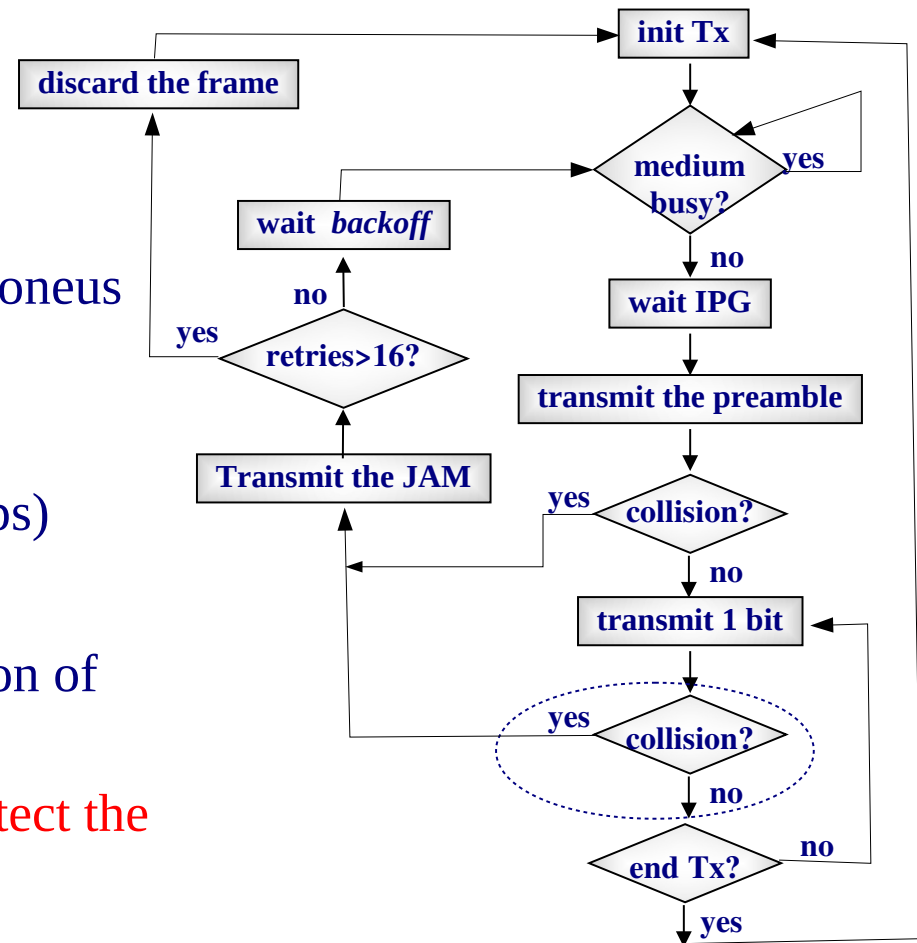 init Tx
discard the frame
medium
busy?
yes
wait backoff
no
oneus
no
wait IPG
yes
retries>16?
transmit the preamble
Transmit the JAM
yes
collision?
os)
no
transmit 1 bit
on of
yes
collision?
no
tect the
end Tx?
no
yes